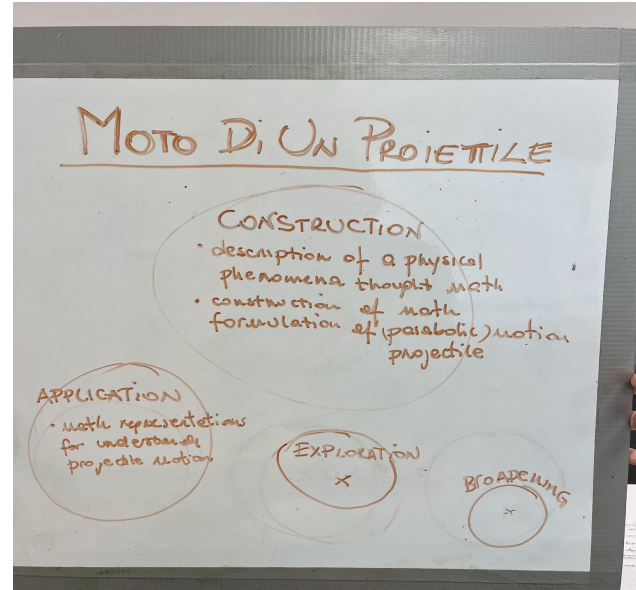 MOTO Di UN PROIETTILE
CONSTRUCTION
• description of a physical
phenomena thought math
• construction of math
formulation of (parabolic) motion
projectile
APPLICATION
• math representations
for understand
projectile motion
EXPLORATION
x
BROADENING
x